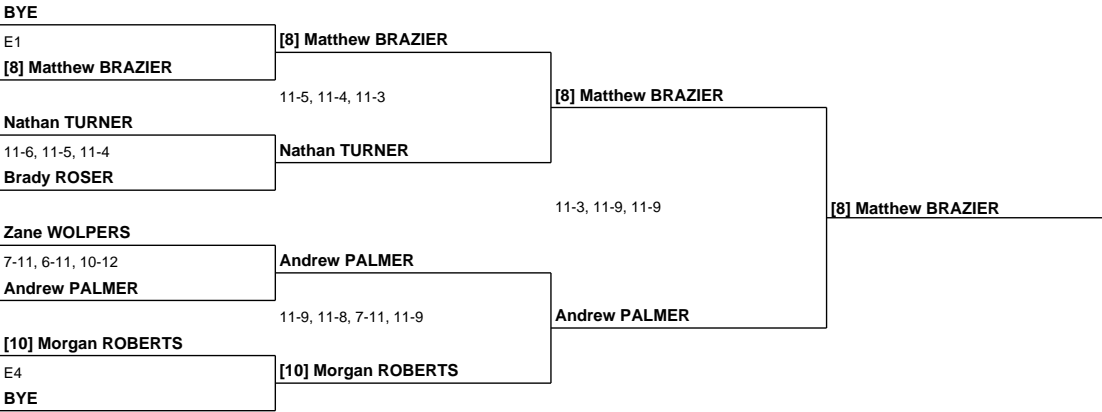 BYE
E1
[8] Matthew BRAZIER
[8] Matthew BRAZIER
11-5, 11-4, 11-3
[8] Matthew BRAZIER
Nathan TURNER
11-6, 11-5, 11-4
Nathan TURNER
Brady ROSER
11-3, 11-9, 11-9
[8] Matthew BRAZIER
Zane WOLPERS
7-11, 6-11, 10-12
Andrew PALMER
Andrew PALMER
11-9, 11-8, 7-11, 11-9
Andrew PALMER
[10] Morgan ROBERTS
E4
[10] Morgan ROBERTS
BYE